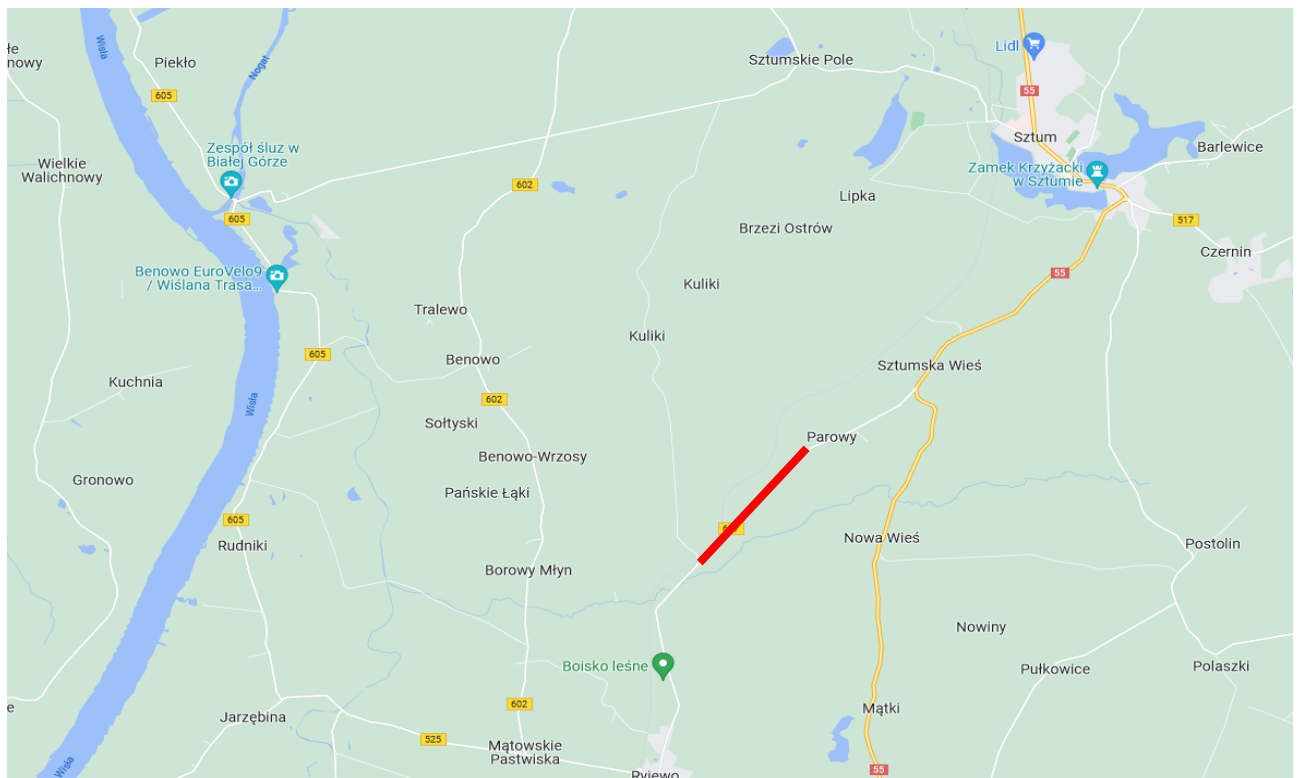 Wisła
Nogat
łe
nowy
Piekło
Sztumskie Pole
Lidl
605
55
Sztum
Zespół śluz w
Białej Górze
Wielkie
Walichnowy
602
605
Zamek Krzyżacki
w Sztumie
Barlewice
Lipka
517
Brzezi Ostrów
Czernin
Benowo EuroVelo9
/ Wiślana Trasa...
55
Kuliki
Tralewo
Kuliki
605
Benowo
Sztumska Wieś
Kuchnia
Wisła
602
Sołtyski
Parowy
Benowo-Wrzosy
Gronowo
Pańskie Łąki
605
Rudniki
Nowa Wieś
Postolin
Borowy Młyn
Nowiny
Boisko leśne
Pułkowice
Polaszki
e
602
Mątki
Jarzębina
525
Mątowskie
Pastwiska
Wisła
55
Ryjewo